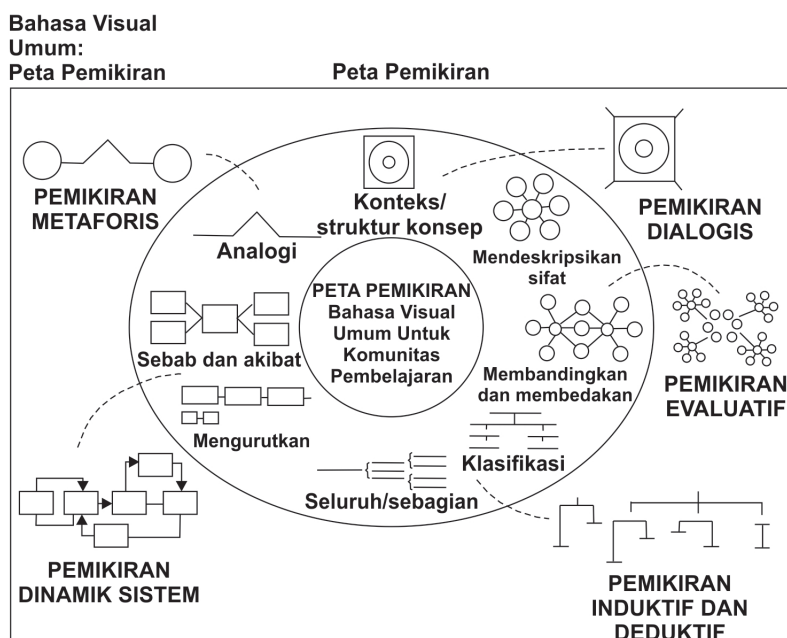 Bahasa Visual
Umum:
Peta Pemikiran
Peta Pemikiran
PEMIKIRAN
METAFORIS
Konteks/
struktur konsep
PEMIKIRAN
DIALOGIS
Analogi
Mendeskripsikan
sifat
PETA PEMIKIRAN
Bahasa Visual
Umum Untuk
Komunitas
Pembelajaran
Sebab dan akibat
Membandingkan
dan membedakan
PEMIKIRAN
EVALUATIF
Mengurutkan
Klasifikasi
Seluruh/sebagian
PEMIKIRAN
DINAMIK SISTEM
PEMIKIRAN
INDUKTIF DAN
DEDUKTIF